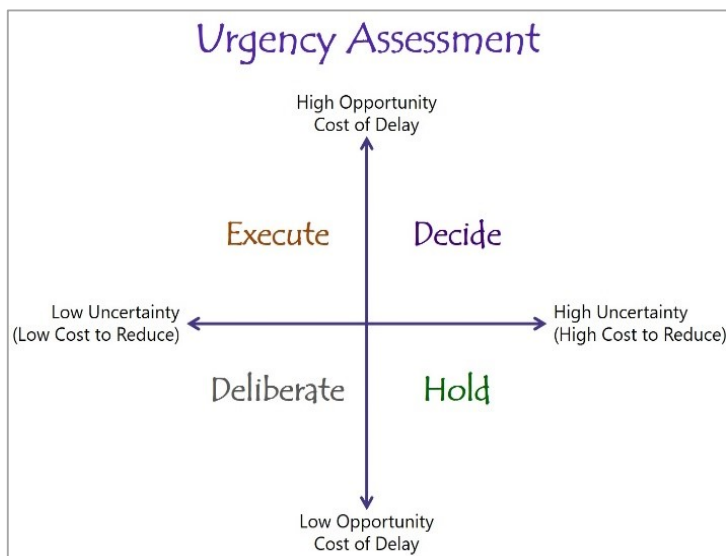 Urgency Assessment
High Opportunity
Cost of Delay
Execute
Decide
Low Uncertainty
(Low Cost to Reduce)
High Uncertainty
(High Cost to Reduce)
Deliberate
Hold
Low Opportunity
Cost of Delay